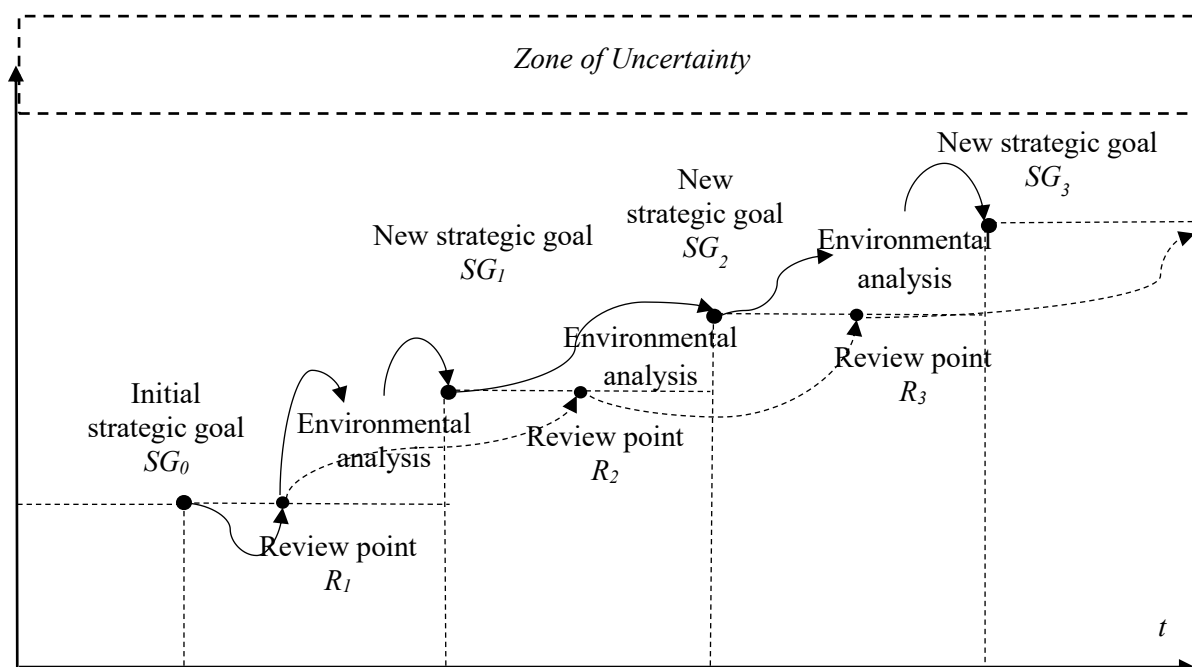 Zone of Uncertainty
New strategic goal
SG3
New
strategic goal
SG2
New strategic goal
SG1
Environmental
analysis
Environmental
analysis
Review point
R3
Initial
strategic goal
SG0
Environmental
analysis
Review point
R2
Review point
R1
t